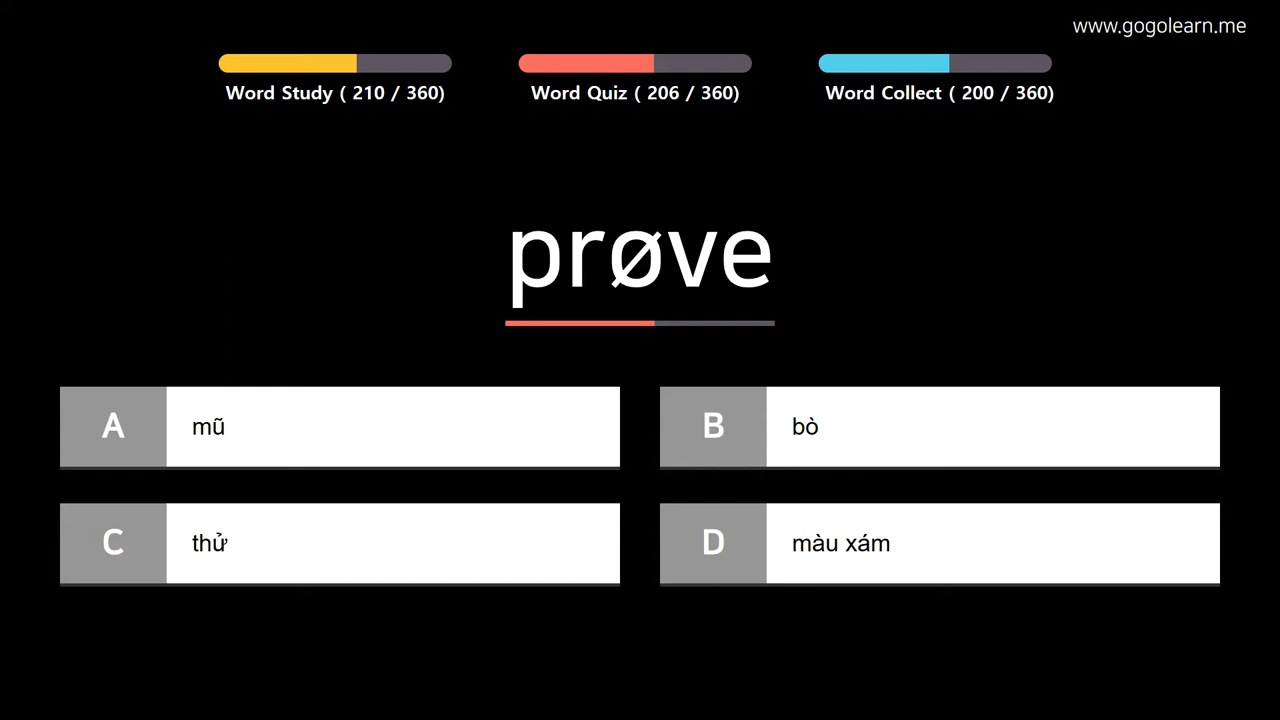 www.gogolearn.me
Word Study ( 210 / 360)
Word Quiz ( 206 / 360)
Word Collect ( 200 / 360)
prøve
A mũ
B bò
C thử
D màu xám